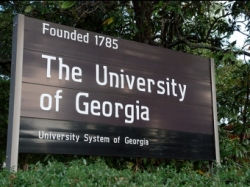 Founded 1785
The University
of Georgia
University System of Georgia